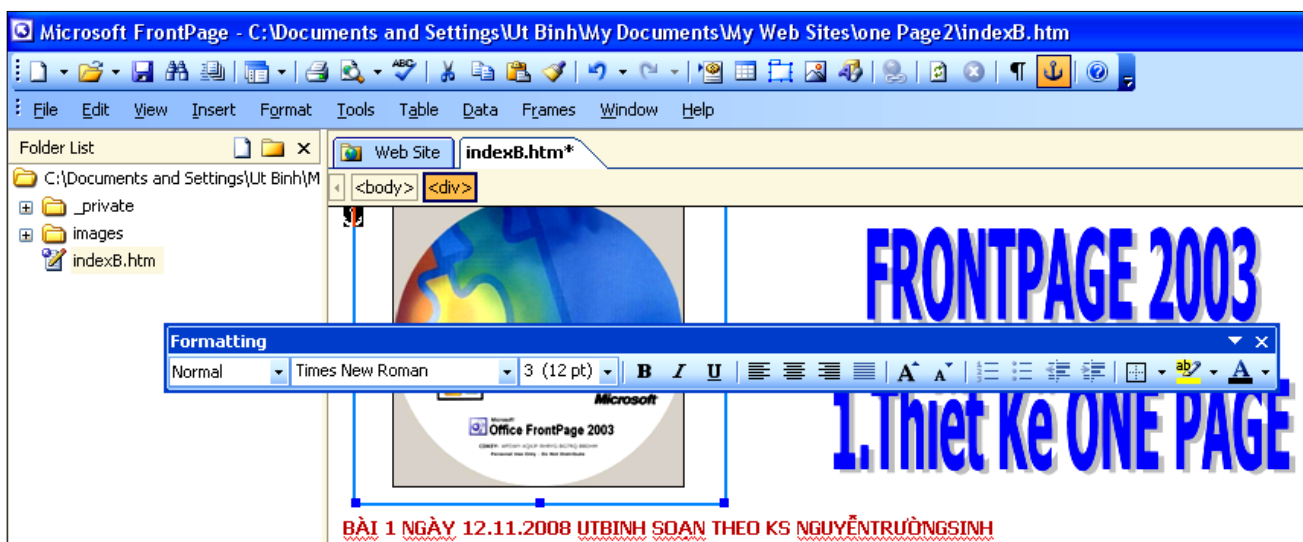 Microsoft FrontPage - C:\Documents and Settings\Ut Binh\My Documents\My Web Sites\one Page2\indexB.htm
File Edit View Insert Format Tools Table Data Frames Window Help
Folder List
Web Site indexB.htm*
C:\Documents and Settings\Ut Binh\M
<body> <div>
_private
images
indexB.htm
FRONTPAGE 2003
Formatting
Normal Times New Roman 3 (12 pt) B I U A A ab A
Microsoft
Office FrontPage 2003
1.Thiet Ke ONE PAGE
BÀI 1 NGÀY 12.11.2008 UTBINH SOẠN THEO KS NGUYỄNTRƯỜNGSINH